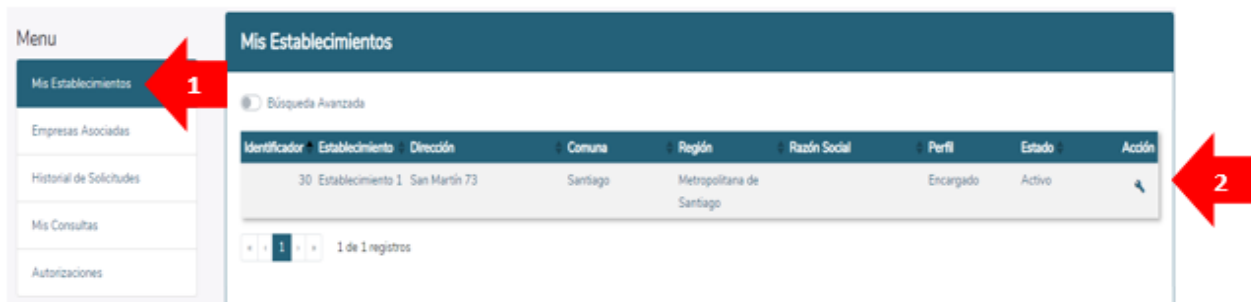 Menu
Mis Establecimientos
1
Empresas Asociadas
Historial de Solicitudes
Mis Consultas
Autorizaciones
Mis Establecimientos
Búsqueda Avanzada
Identificador Establecimiento Dirección Comuna Región Razón Social Perfil Estado Acción
30 Establecimiento 1 San Martín 73 Santiago Metropolitana de Encargado Activo
Santiago
2
« ‹ 1 › » 1 de 1 registros